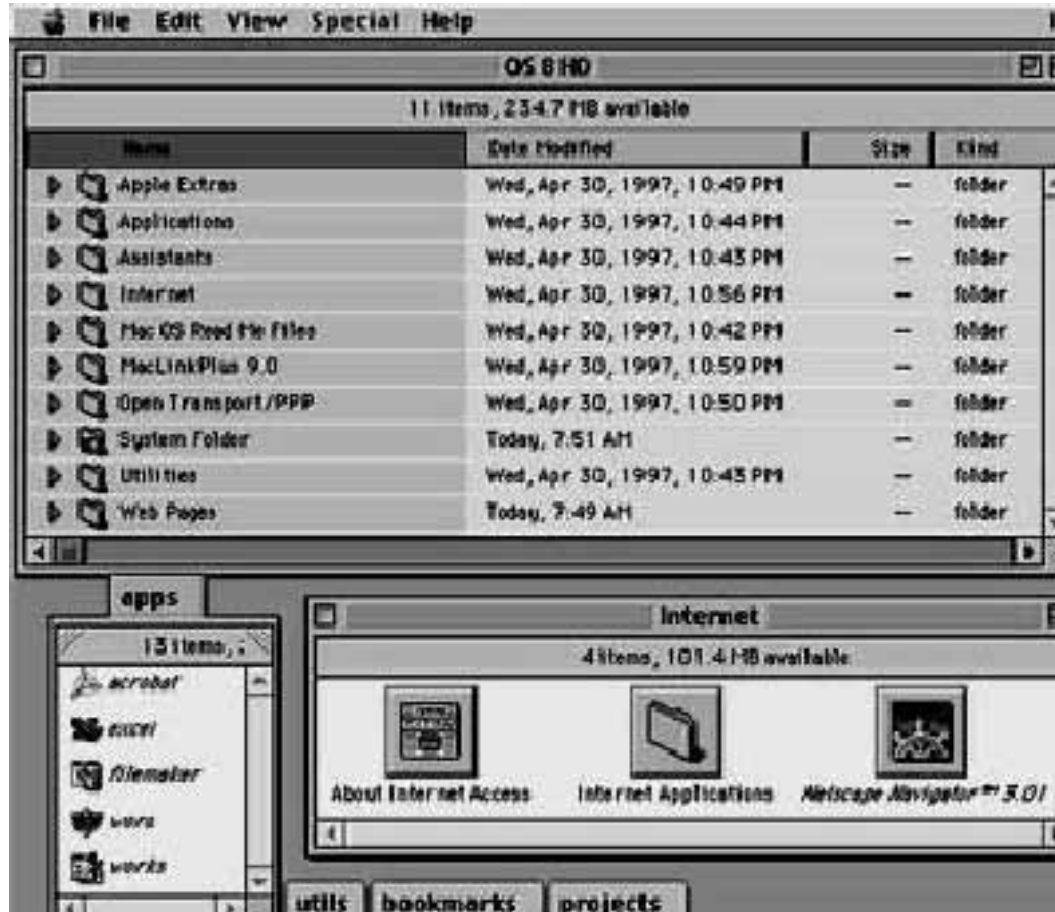 File Edit View Special Help
OS 8 HD
11 items, 234.7 MB available
Name Date Modified Size Kind
Apple Extras Wed, Apr 30, 1997, 10:49 PM — folder
Applications Wed, Apr 30, 1997, 10:44 PM — folder
Assistants Wed, Apr 30, 1997, 10:43 PM — folder
Internet Wed, Apr 30, 1997, 10:56 PM — folder
Mac OS Read Me Files Wed, Apr 30, 1997, 10:42 PM — folder
MacLinkPlus 9.0 Wed, Apr 30, 1997, 10:59 PM — folder
Open Transport/PPP Wed, Apr 30, 1997, 10:50 PM — folder
System Folder Today, 7:51 AM — folder
Utilities Wed, Apr 30, 1997, 10:43 PM — folder
Web Pages Today, 7:49 AM — folder
apps
13 items,
acrobat
excel
filemaker
word
works
Internet
4 items, 101.4 MB available
About Internet Access
Internet Applications
Netscape Navigator™ 3.01
utils
bookmarks
projects